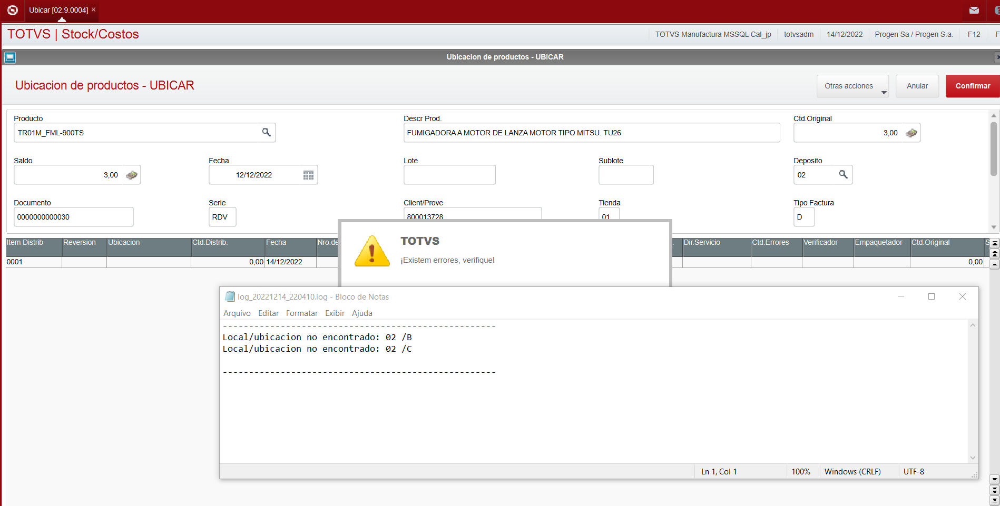 Ubicar [02.9.0004] ×
TOTVS | Stock/Costos
TOTVS Manufactura MSSQL Cal_jp totvsadm 14/12/2022 Progen Sa / Progen S.a. F12 F
Ubicacion de productos - UBICAR
Ubicacion de productos - UBICAR
Otras acciones Anular Confirmar
Producto Descr Prod. Ctd.Original
TR01M_FML-900TS FUMIGADORA A MOTOR DE LANZA MOTOR TIPO MITSU. TU26 3,00
Saldo Fecha Lote Sublote Deposito
3,00 12/12/2022 02
Documento Serie Client/Prove Tienda Tipo Factura
0000000000030 RDV 800013728 01 D
Item Distrib Reversion Ubicacion Ctd.Distrib. Fecha Nro.de Dir.Servicio Ctd.Errores Verificador Empaquetador Ctd.Original S
0001 0,00 14/12/2022 0,00
TOTVS
¡Existem errores, verifique!
log_20221214_220410.log - Bloco de Notas
Arquivo Editar Formatar Exibir Ajuda
----------------------------------------------------
Local/ubicacion no encontrado: 02 /B
Local/ubicacion no encontrado: 02 /C
----------------------------------------------------
Ln 1, Col 1 100% Windows (CRLF) UTF-8